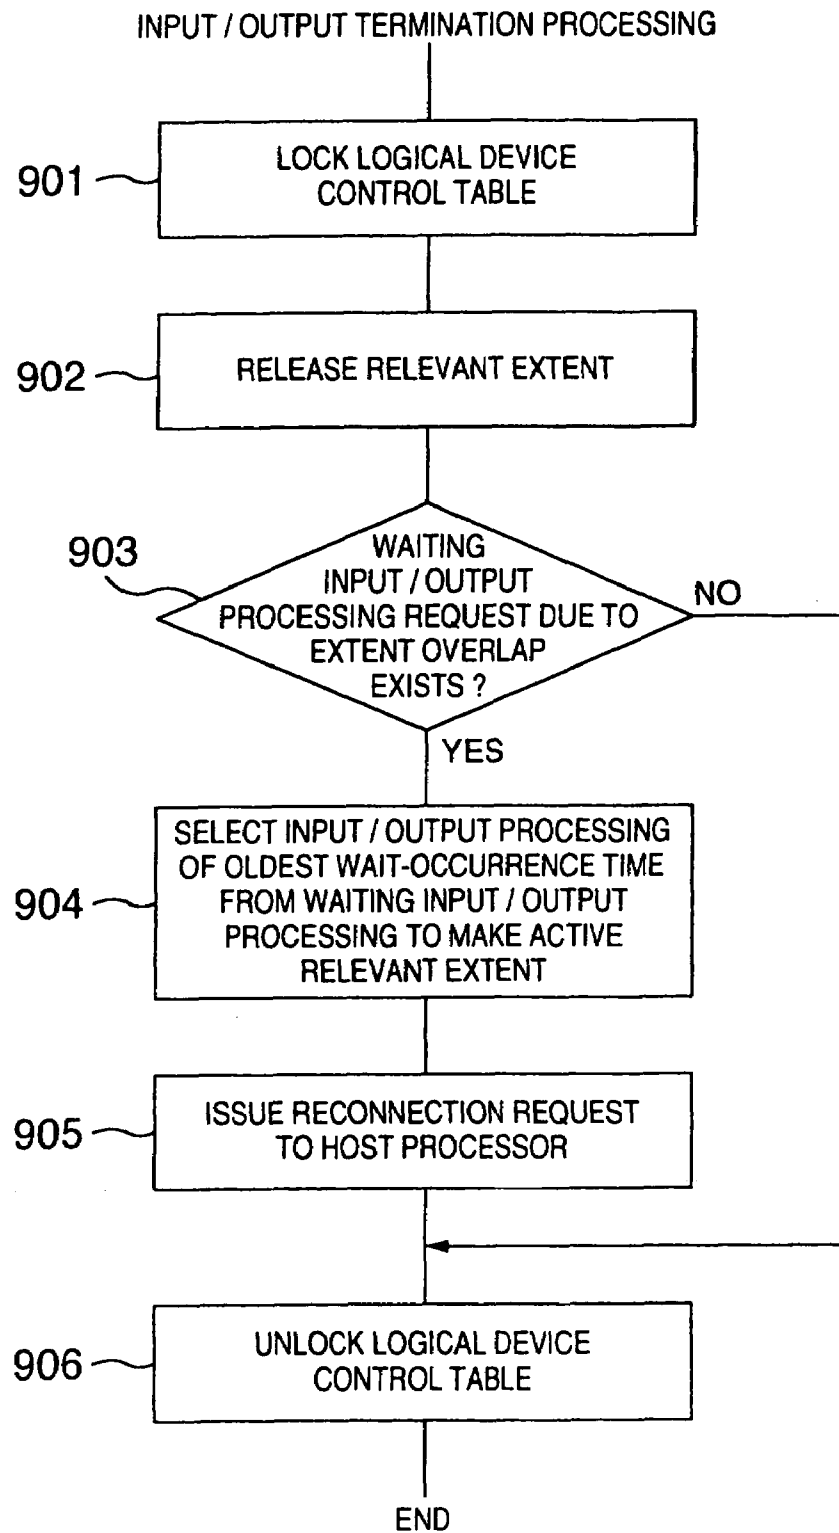 INPUT / OUTPUT TERMINATION PROCESSING
901
LOCK LOGICAL DEVICE
CONTROL TABLE
902
RELEASE RELEVANT EXTENT
903
WAITING
INPUT / OUTPUT
PROCESSING REQUEST DUE TO
EXTENT OVERLAP
EXISTS ?
NO
YES
904
SELECT INPUT / OUTPUT PROCESSING
OF OLDEST WAIT-OCCURRENCE TIME
FROM WAITING INPUT / OUTPUT
PROCESSING TO MAKE ACTIVE
RELEVANT EXTENT
905
ISSUE RECONNECTION REQUEST
TO HOST PROCESSOR
906
UNLOCK LOGICAL DEVICE
CONTROL TABLE
END